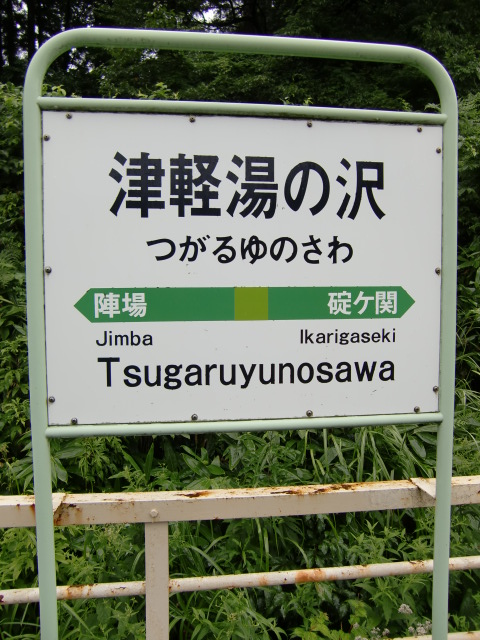 津軽湯の沢
つがるゆのさわ
陣場 碇ケ関
Jimba Ikarigaseki
Tsugaruyunosawa